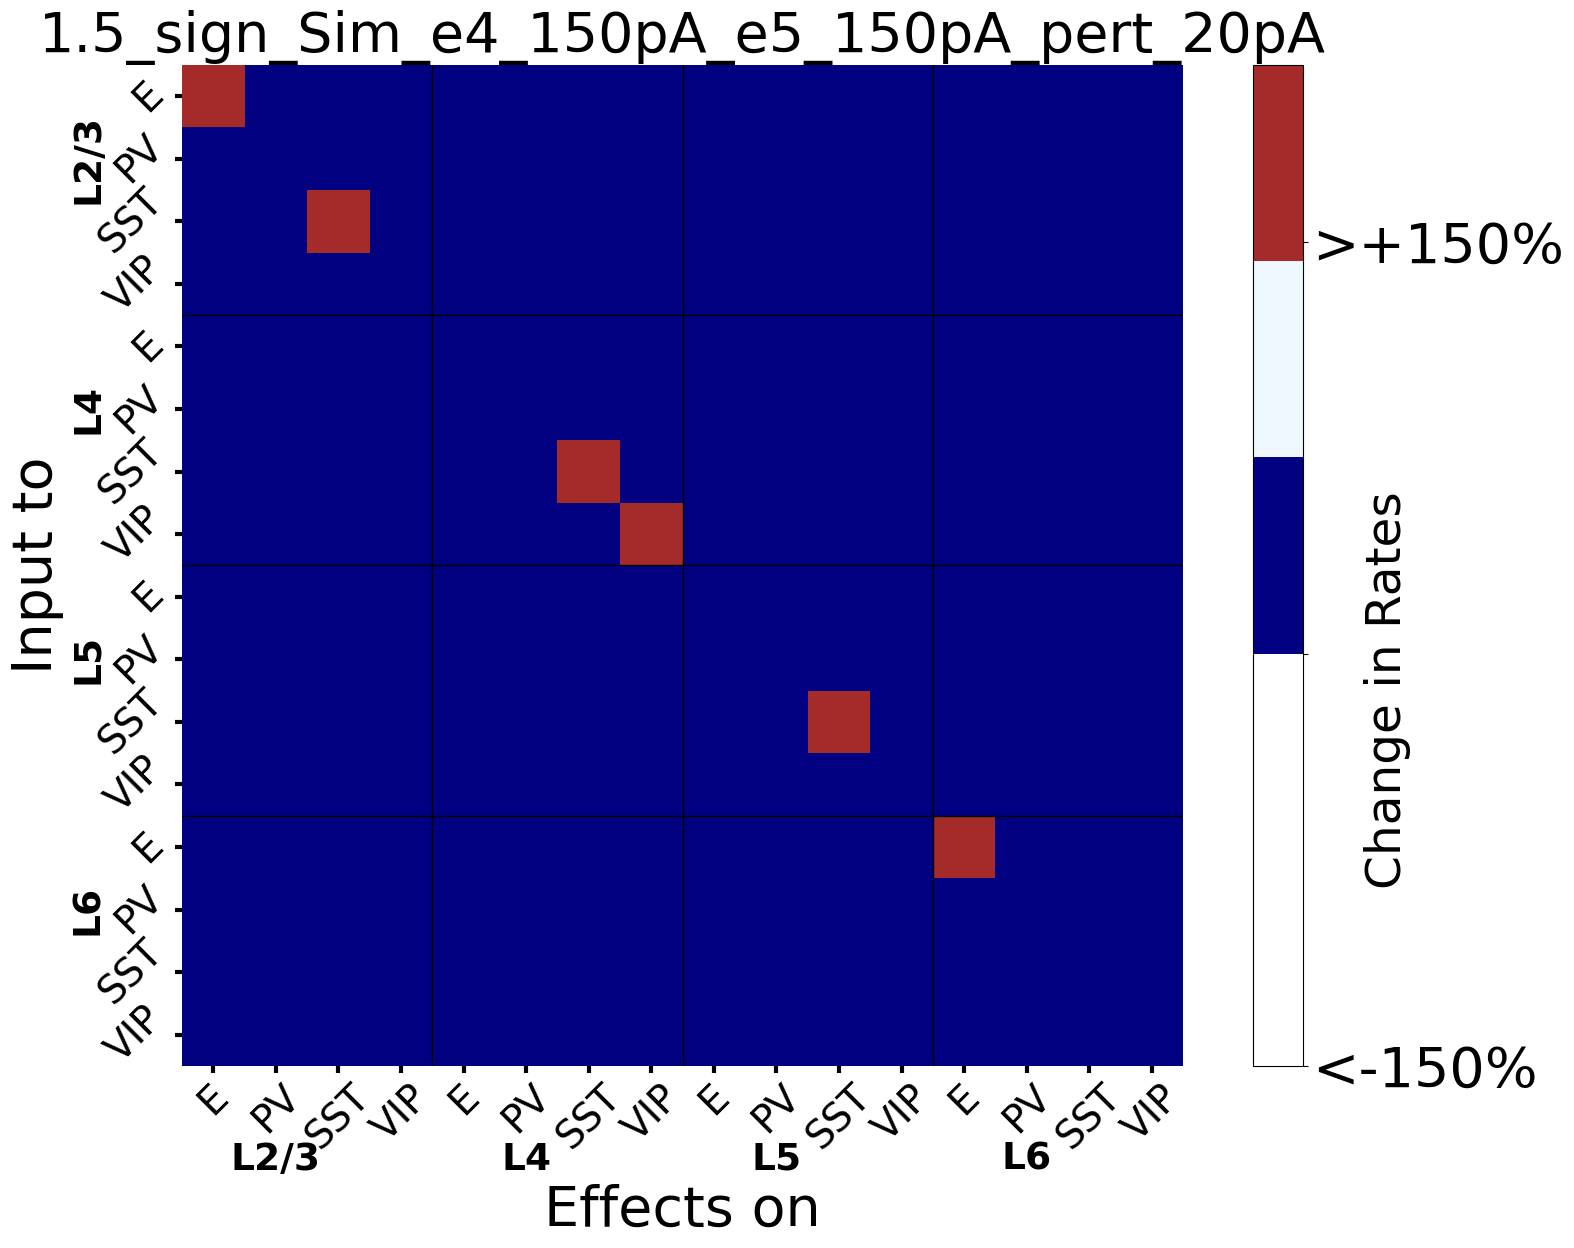 1.5_sign_Sim_e4_150pA_e5_150pA_pert_20pA
Input to
L2/3
E
PV
SST
VIP
L4
E
PV
SST
VIP
L5
E
PV
SST
VIP
L6
E
PV
SST
VIP
E
PV
SST
VIP
E
PV
SST
VIP
E
PV
SST
VIP
E
PV
SST
VIP
L2/3
L4
L5
L6
Effects on
>+150%
<-150%
Change in Rates